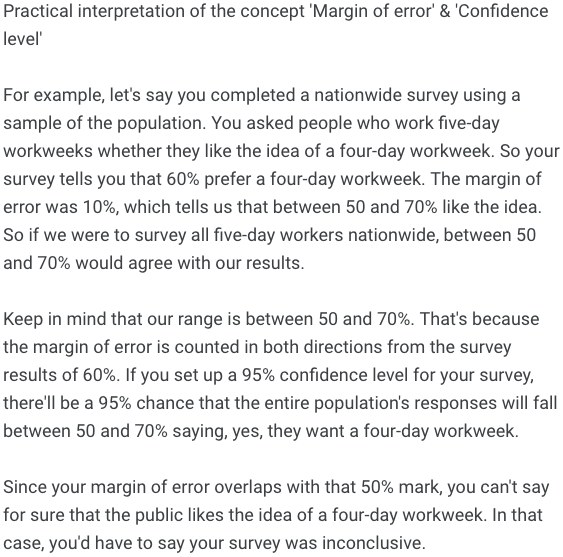 Practical interpretation of the concept 'Margin of error' & 'Confidence
level'
For example, let's say you completed a nationwide survey using a
sample of the population. You asked people who work five-day
workweeks whether they like the idea of a four-day workweek. So your
survey tells you that 60% prefer a four-day workweek. The margin of
error was 10%, which tells us that between 50 and 70% like the idea.
So if we were to survey all five-day workers nationwide, between 50
and 70% would agree with our results.
Keep in mind that our range is between 50 and 70%. That's because
the margin of error is counted in both directions from the survey
results of 60%. If you set up a 95% confidence level for your survey,
there'll be a 95% chance that the entire population's responses will fall
between 50 and 70% saying, yes, they want a four-day workweek.
Since your margin of error overlaps with that 50% mark, you can't say
for sure that the public likes the idea of a four-day workweek. In that
case, you'd have to say your survey was inconclusive.